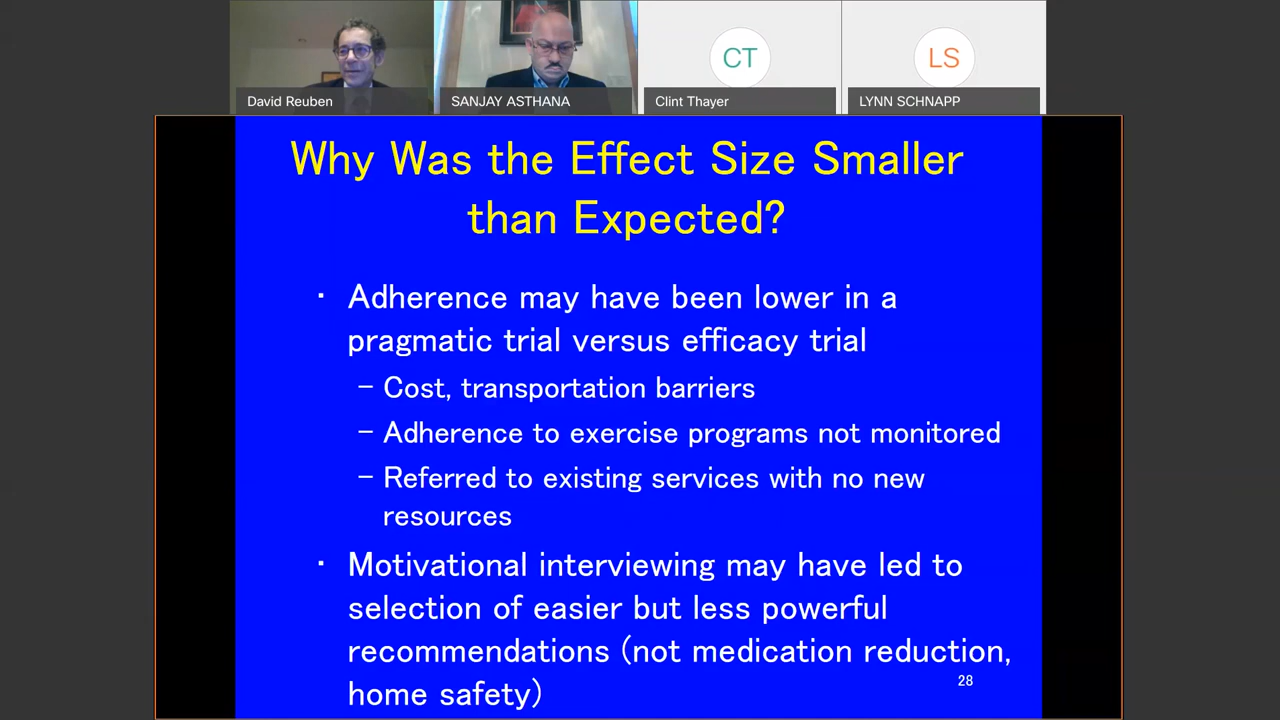 CT
LS
David Reuben
SANJAY ASTHANA
Clint Thayer
LYNN SCHNAPP
Why Was the Effect Size Smaller
than Expected?
· Adherence may have been lower in a
pragmatic trial versus efficacy trial
– Cost, transportation barriers
– Adherence to exercise programs not monitored
– Referred to existing services with no new
resources
· Motivational interviewing may have led to
selection of easier but less powerful
recommendations (not medication reduction,
home safety)
28